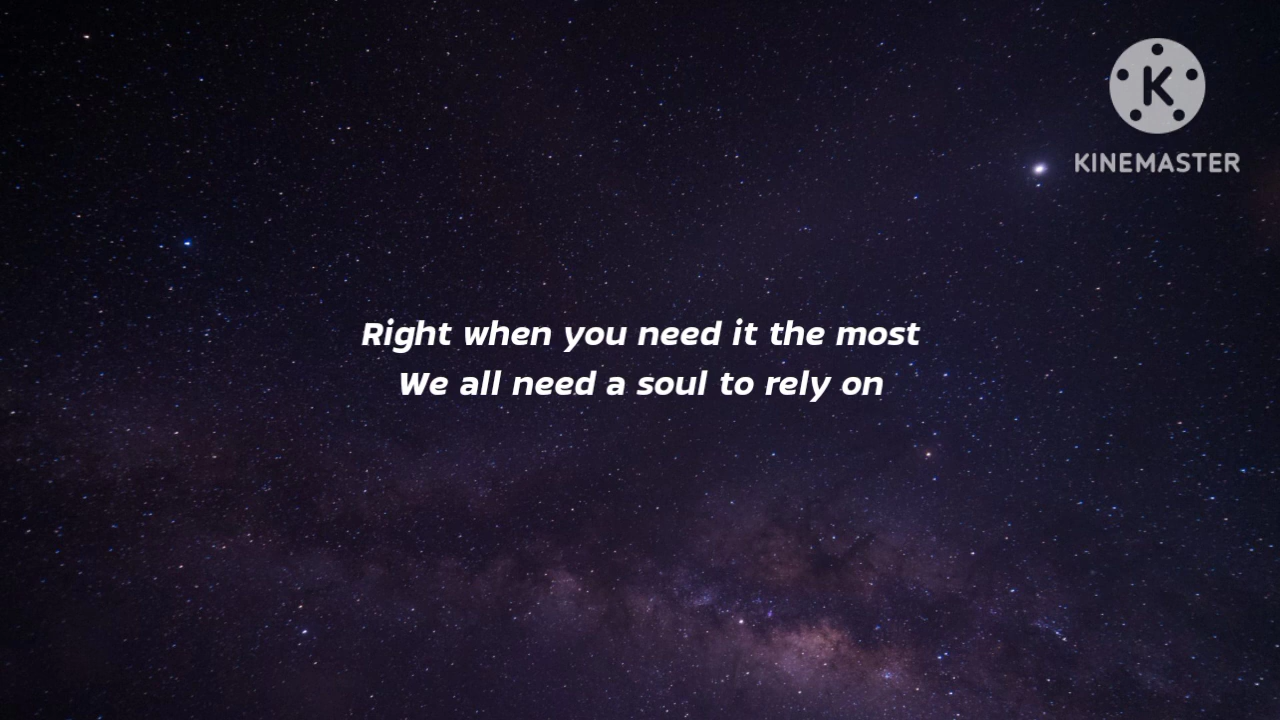 K
KINEMASTER
Right when you need it the most
We all need a soul to rely on